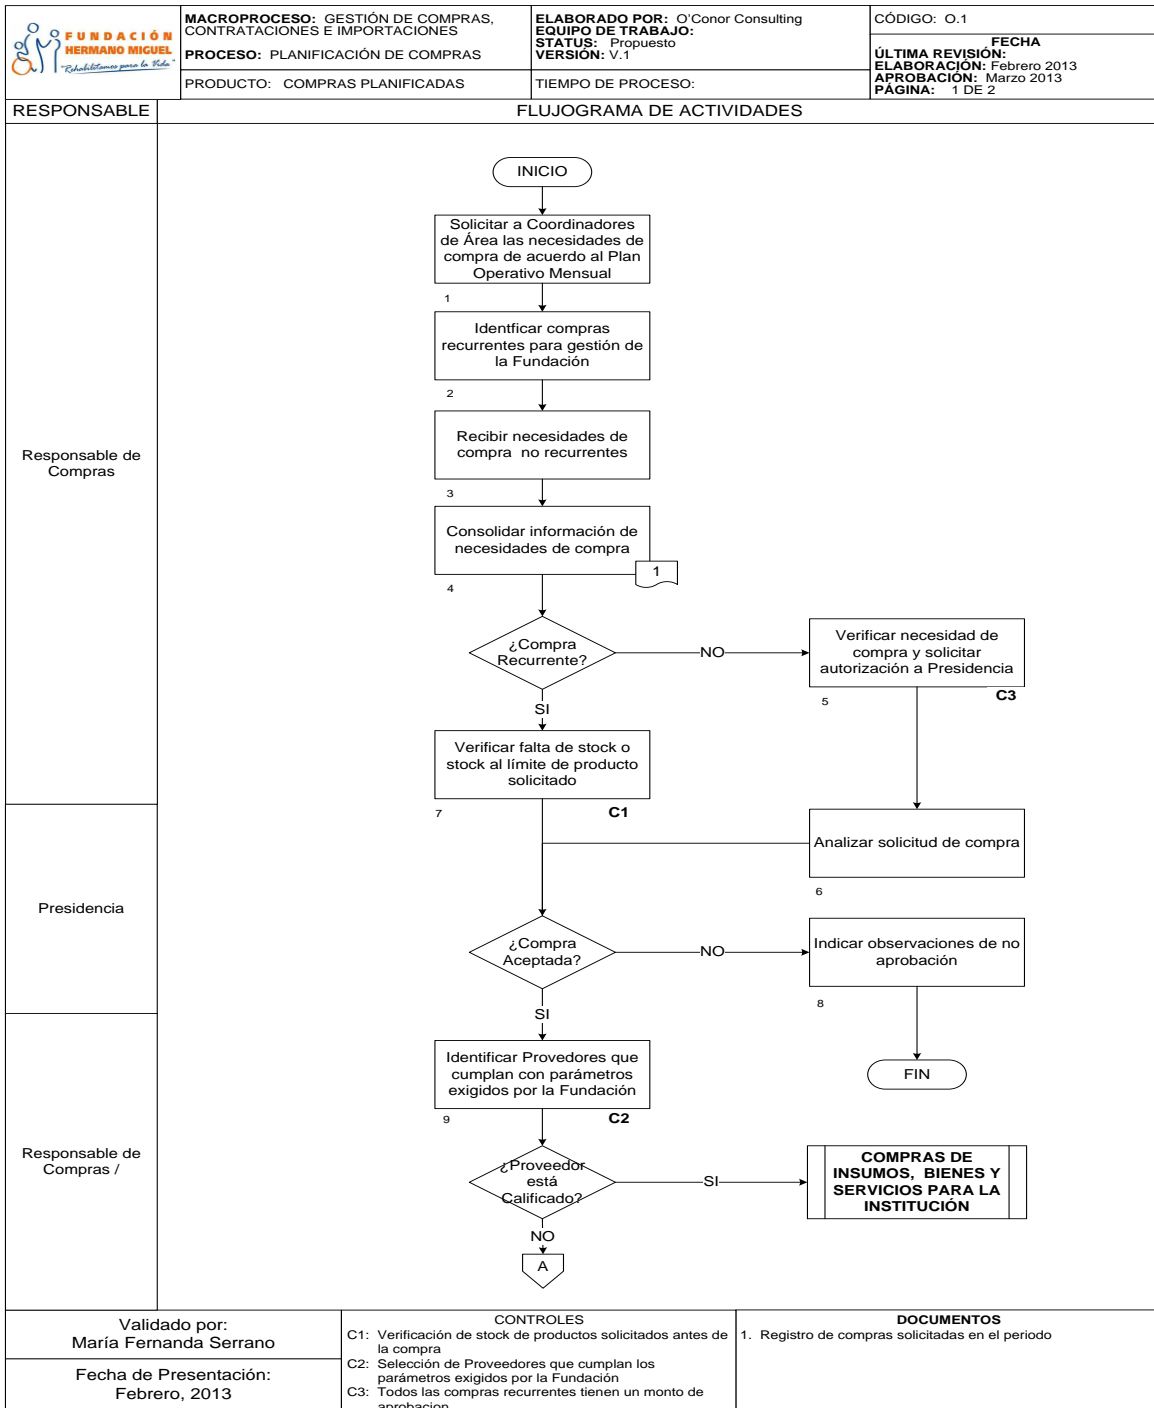 FUNDACIÓN
HERMANO MIGUEL
"Rehabilitamos para la Vida"
MACROPROCESO: GESTIÓN DE COMPRAS,
CONTRATACIONES E IMPORTACIONES
PROCESO: PLANIFICACIÓN DE COMPRAS
PRODUCTO: COMPRAS PLANIFICADAS
ELABORADO POR: O'Conor Consulting
EQUIPO DE TRABAJO:
STATUS: Propuesto
VERSIÓN: V.1
TIEMPO DE PROCESO:
CÓDIGO: O.1
FECHA
ÚLTIMA REVISIÓN:
ELABORACIÓN: Febrero 2013
APROBACIÓN: Marzo 2013
PÁGINA: 1 DE 2
RESPONSABLE
FLUJOGRAMA DE ACTIVIDADES
INICIO
Solicitar a Coordinadores
de Área las necesidades de
compra de acuerdo al Plan
Operativo Mensual
1
Identficar compras
recurrentes para gestión de
la Fundación
2
Recibir necesidades de
compra no recurrentes
3
Responsable de
Compras
Consolidar información de
necesidades de compra
1
4
¿Compra
Recurrente?
NO
Verificar necesidad de
compra y solicitar
autorización a Presidencia
5
C3
SI
Verificar falta de stock o
stock al límite de producto
solicitado
7
C1
Analizar solicitud de compra
6
Presidencia
¿Compra
Aceptada?
NO
Indicar observaciones de no
aprobación
8
SI
Identificar Provedores que
cumplan con parámetros
exigidos por la Fundación
9
C2
FIN
Responsable de
Compras /
¿Proveedor
está
Calificado?
SI
COMPRAS DE
INSUMOS, BIENES Y
SERVICIOS PARA LA
INSTITUCIÓN
NO
A
Validado por:
María Fernanda Serrano
Fecha de Presentación:
Febrero, 2013
CONTROLES
C1: Verificación de stock de productos solicitados antes de
la compra
C2: Selección de Proveedores que cumplan los
parámetros exigidos por la Fundación
C3: Todos las compras recurrentes tienen un monto de
aprobacion
DOCUMENTOS
1. Registro de compras solicitadas en el periodo